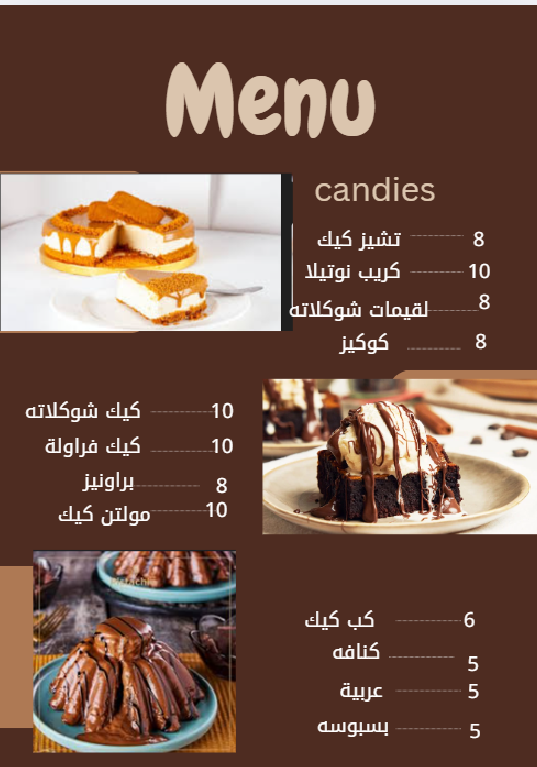 Menu
candies
تشيز كيك 8
كريب نوتيلا 10
لقيمات شوكلاته 8
كوكيز 8
كيك شوكلاته 10
كيك فراولة 10
براونيز 8
مولتن كيك 10
كب كيك 6
كنافه 5
عربية 5
بسبوسه 5